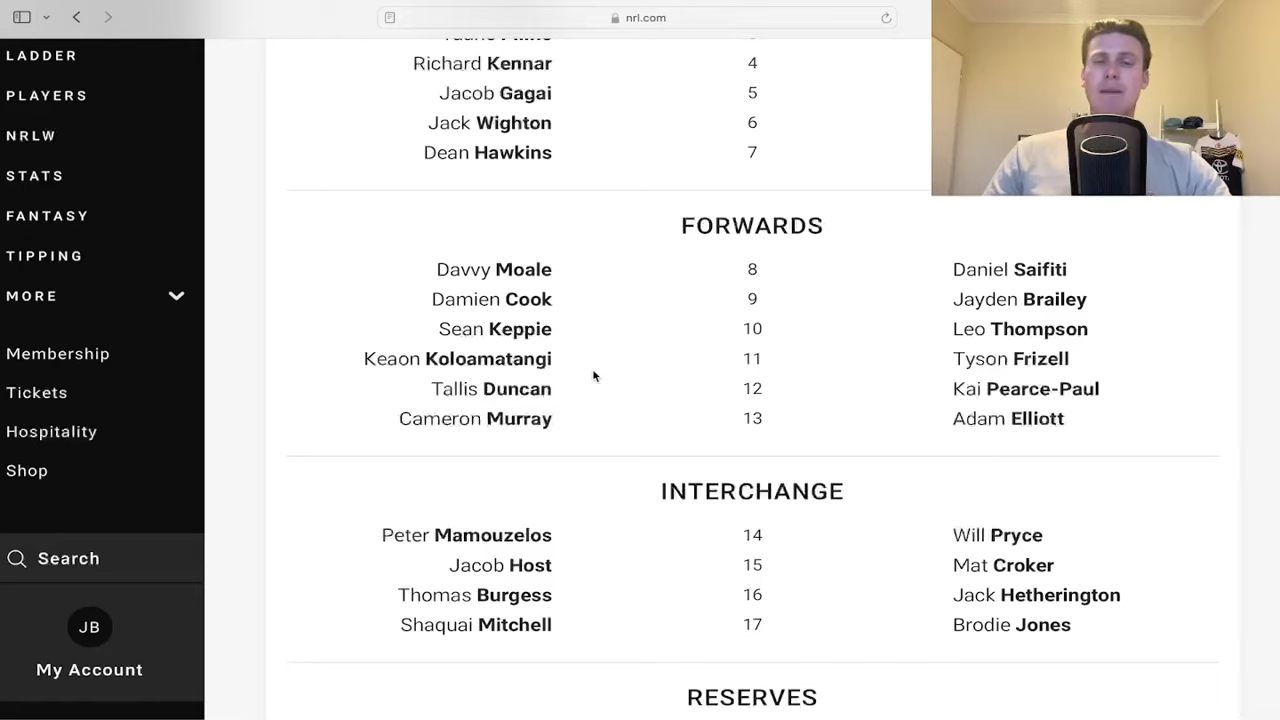 nrl.com
LADDER
PLAYERS
NRLW
STATS
FANTASY
TIPPING
MORE
Membership
Tickets
Hospitality
Shop
Search
JB
My Account
Richard Kennar 4
Jacob Gagai 5
Jack Wighton 6
Dean Hawkins 7
FORWARDS
Davvy Moale 8 Daniel Saifiti
Damien Cook 9 Jayden Brailey
Sean Keppie 10 Leo Thompson
Keaon Koloamatangi 11 Tyson Frizell
Tallis Duncan 12 Kai Pearce-Paul
Cameron Murray 13 Adam Elliott
INTERCHANGE
Peter Mamouzelos 14 Will Pryce
Jacob Host 15 Mat Croker
Thomas Burgess 16 Jack Hetherington
Shaquai Mitchell 17 Brodie Jones
RESERVES